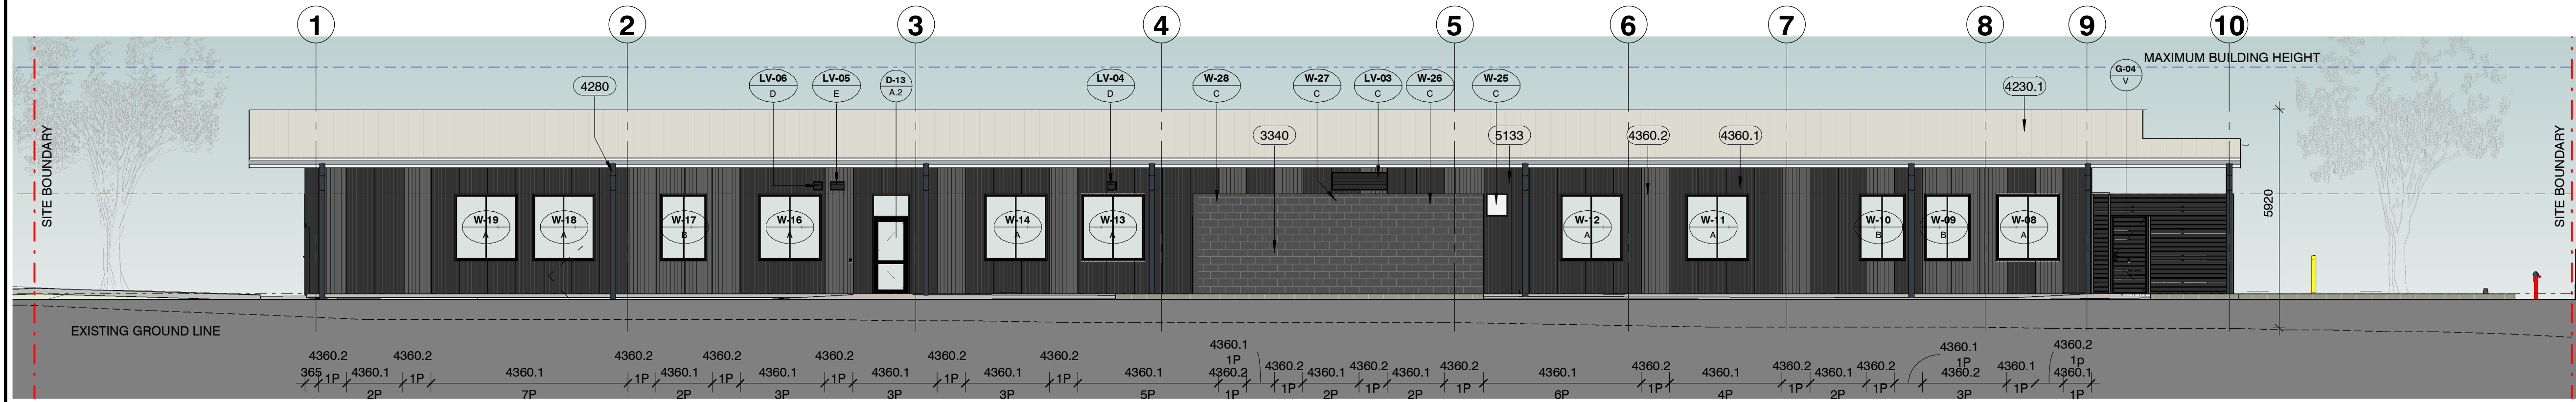 1 2 3 4 5 6 7 8 9 10
MAXIMUM BUILDING HEIGHT
LV-06 D
LV-05 E
D-13 A.2
LV-04 D
W-28 C
W-27 C
LV-03 C
W-26 C
W-25 C
G-04 V
4280
4230.1
3340
5133
4360.2
4360.1
SITE BOUNDARY
SITE BOUNDARY
5920
W-19 A
W-18 A
W-17 B
W-16 A
W-14 A
W-13 A
W-12 A
W-11 A
W-10 B
W-09 B
W-08 A
EXISTING GROUND LINE
4360.1 1P
4360.1 1P
4360.2 1p
4360.2 4360.2 4360.2 4360.2 4360.2 4360.2 4360.2 4360.2 4360.2 4360.2 4360.2 4360.2 4360.2 4360.2
365 1P 4360.1 1P 4360.1 1P 4360.1 1P 4360.1 1P 4360.1 1P 4360.1 1P 4360.1 4360.2 1P 4360.1 1P 4360.1 1P 4360.1 1P 4360.1 1P 4360.1 1P 4360.2 4360.1 1P 4360.1
2P 7P 2P 3P 3P 3P 5P 1P 2P 2P 6P 4P 2P 3P 1P